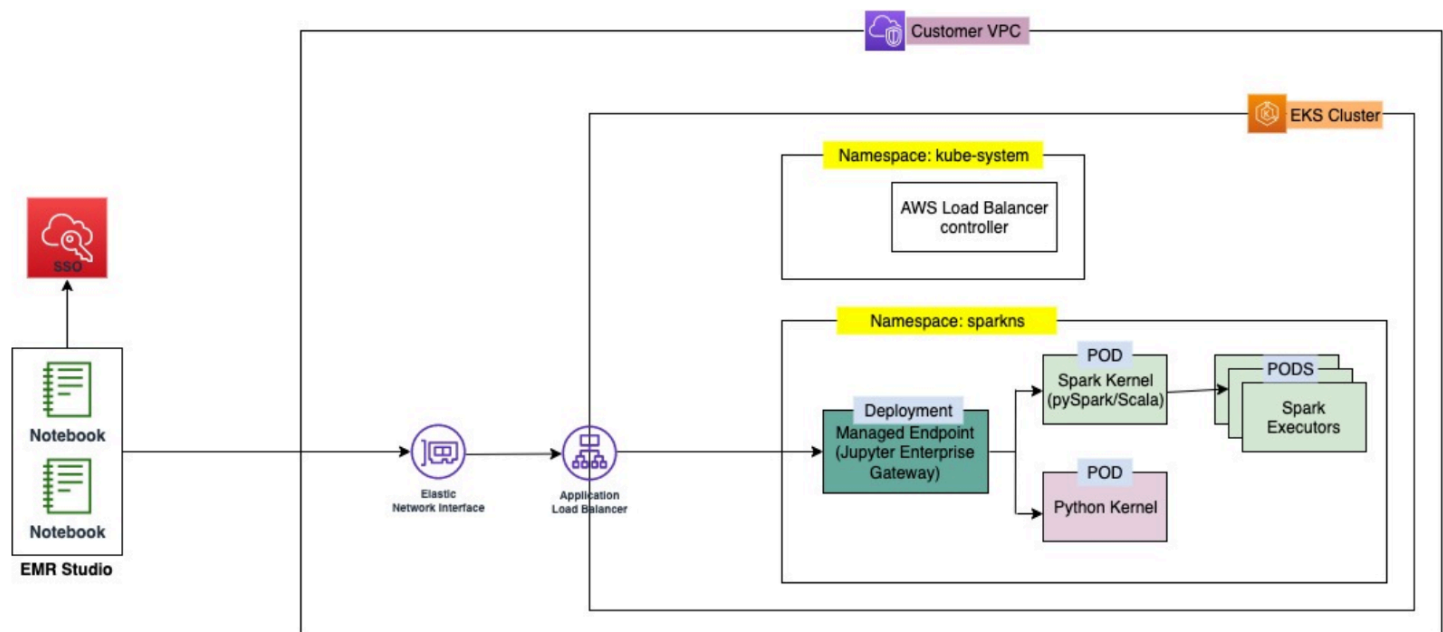 Customer VPC
EKS Cluster
Namespace: kube-system
AWS Load Balancer
controller
SSO
Namespace: sparkns
POD
Spark Kernel
(pySpark/Scala)
PODS
Spark
Executors
Deployment
Managed Endpoint
(Jupyter Enterprise
Gateway)
POD
Python Kernel
Notebook
Notebook
EMR Studio
Elastic
Network Interface
Application
Load Balancer